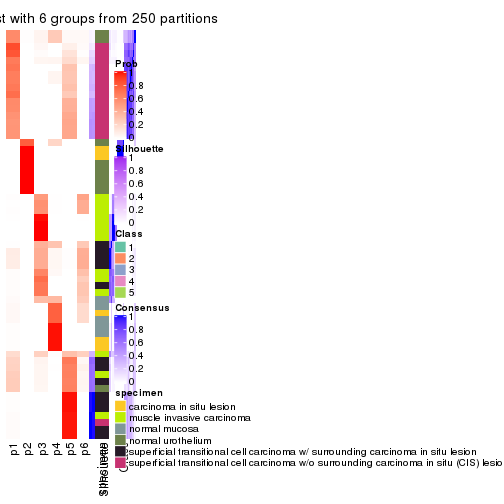 st with 6 groups from 250 partitions
Prob
1
0.8
0.6
0.4
0.2
0
Silhouette
1
0.8
0.6
0.4
0.2
0
Class
1
2
3
4
5
Consensus
1
0.8
0.6
0.4
0.2
0
specimen
carcinoma in situ lesion
muscle invasive carcinoma
normal mucosa
normal urothelium
superficial transitional cell carcinoma w/ surrounding carcinoma in situ lesion
superficial transitional cell carcinoma w/o surrounding carcinoma in situ (CIS) lesio
p1
p2
p3
p4
p5
p6
Silhouette